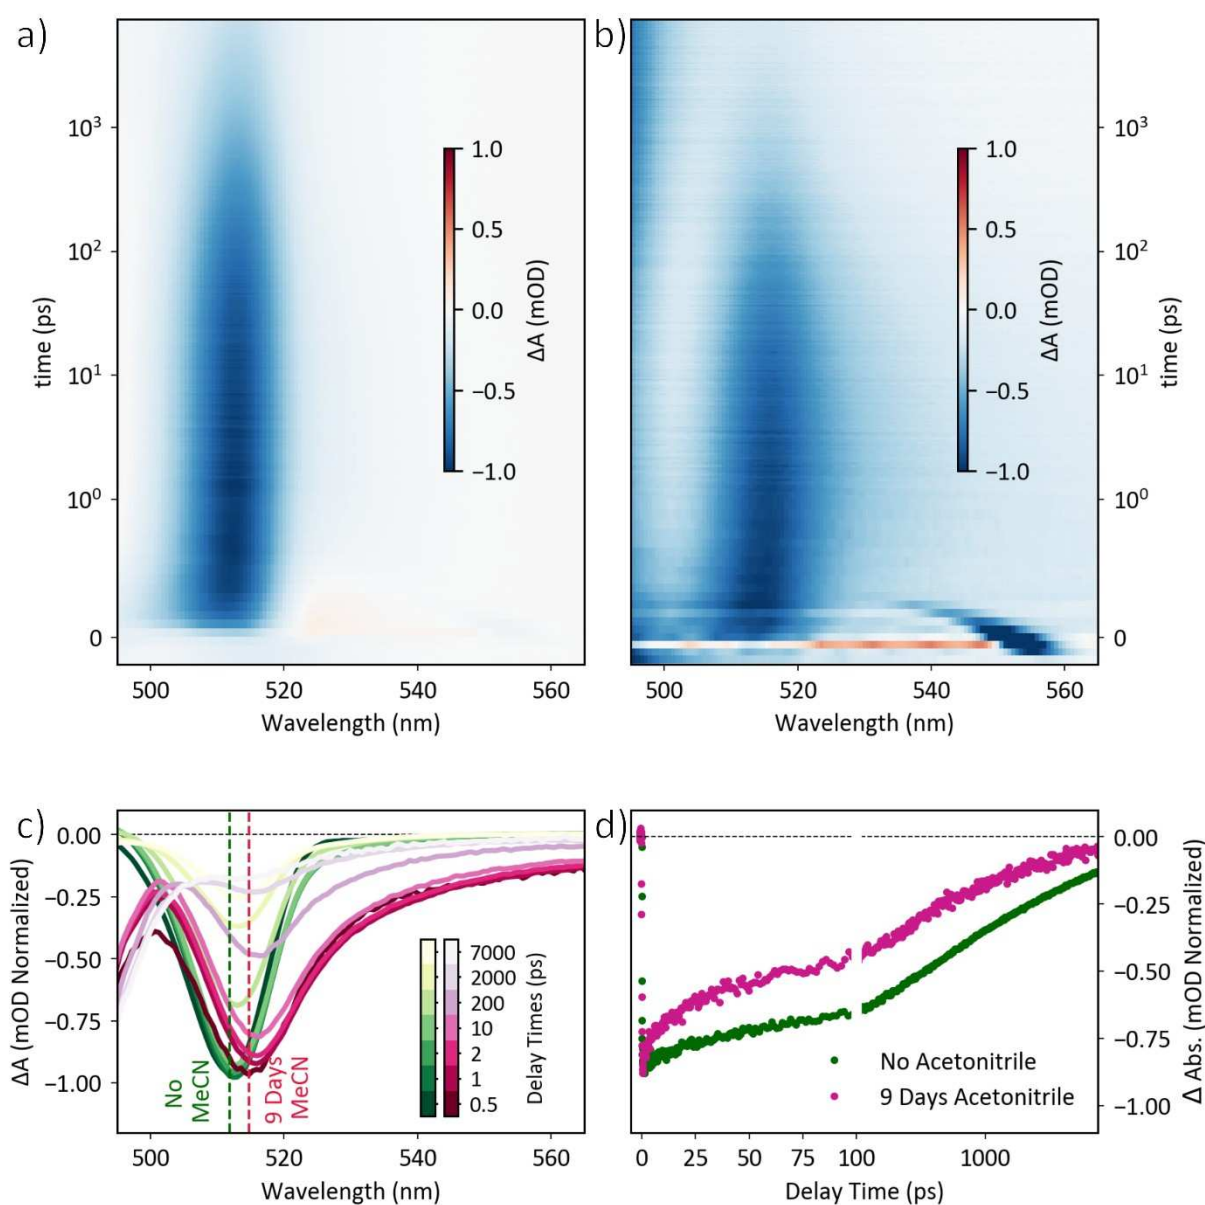 a)
10³
10²
10¹
10⁰
0
time (ps)
1.0
0.5
0.0
−0.5
−1.0
ΔA (mOD)
500
520
540
560
Wavelength (nm)
b)
1.0
0.5
0.0
−0.5
−1.0
ΔA (mOD)
10³
10²
10¹
10⁰
0
time (ps)
500
520
540
560
Wavelength (nm)
c)
0.00
−0.25
−0.50
−0.75
−1.00
ΔA (mOD Normalized)
No
MeCN
9 Days
MeCN
7000
2000
200
10
2
1
0.5
Delay Times (ps)
500
520
540
560
Wavelength (nm)
d)
No Acetonitrile
9 Days Acetonitrile
0.00
−0.25
−0.50
−0.75
−1.00
Δ Abs. (mOD Normalized)
0
25
50
75
100
1000
Delay Time (ps)